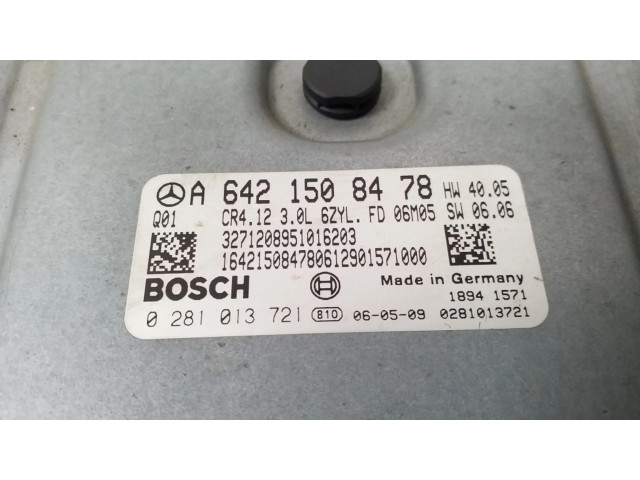 A 642 150 84 78 HW 40.05
Q01 CR4.12 3.0L 6ZYL. FD 06M05 SW 06.06
3271208951016203
164215084780612901571000
BOSCH Made in Germany
1894 1571
0 281 013 721 810 06-05-09 0281013721